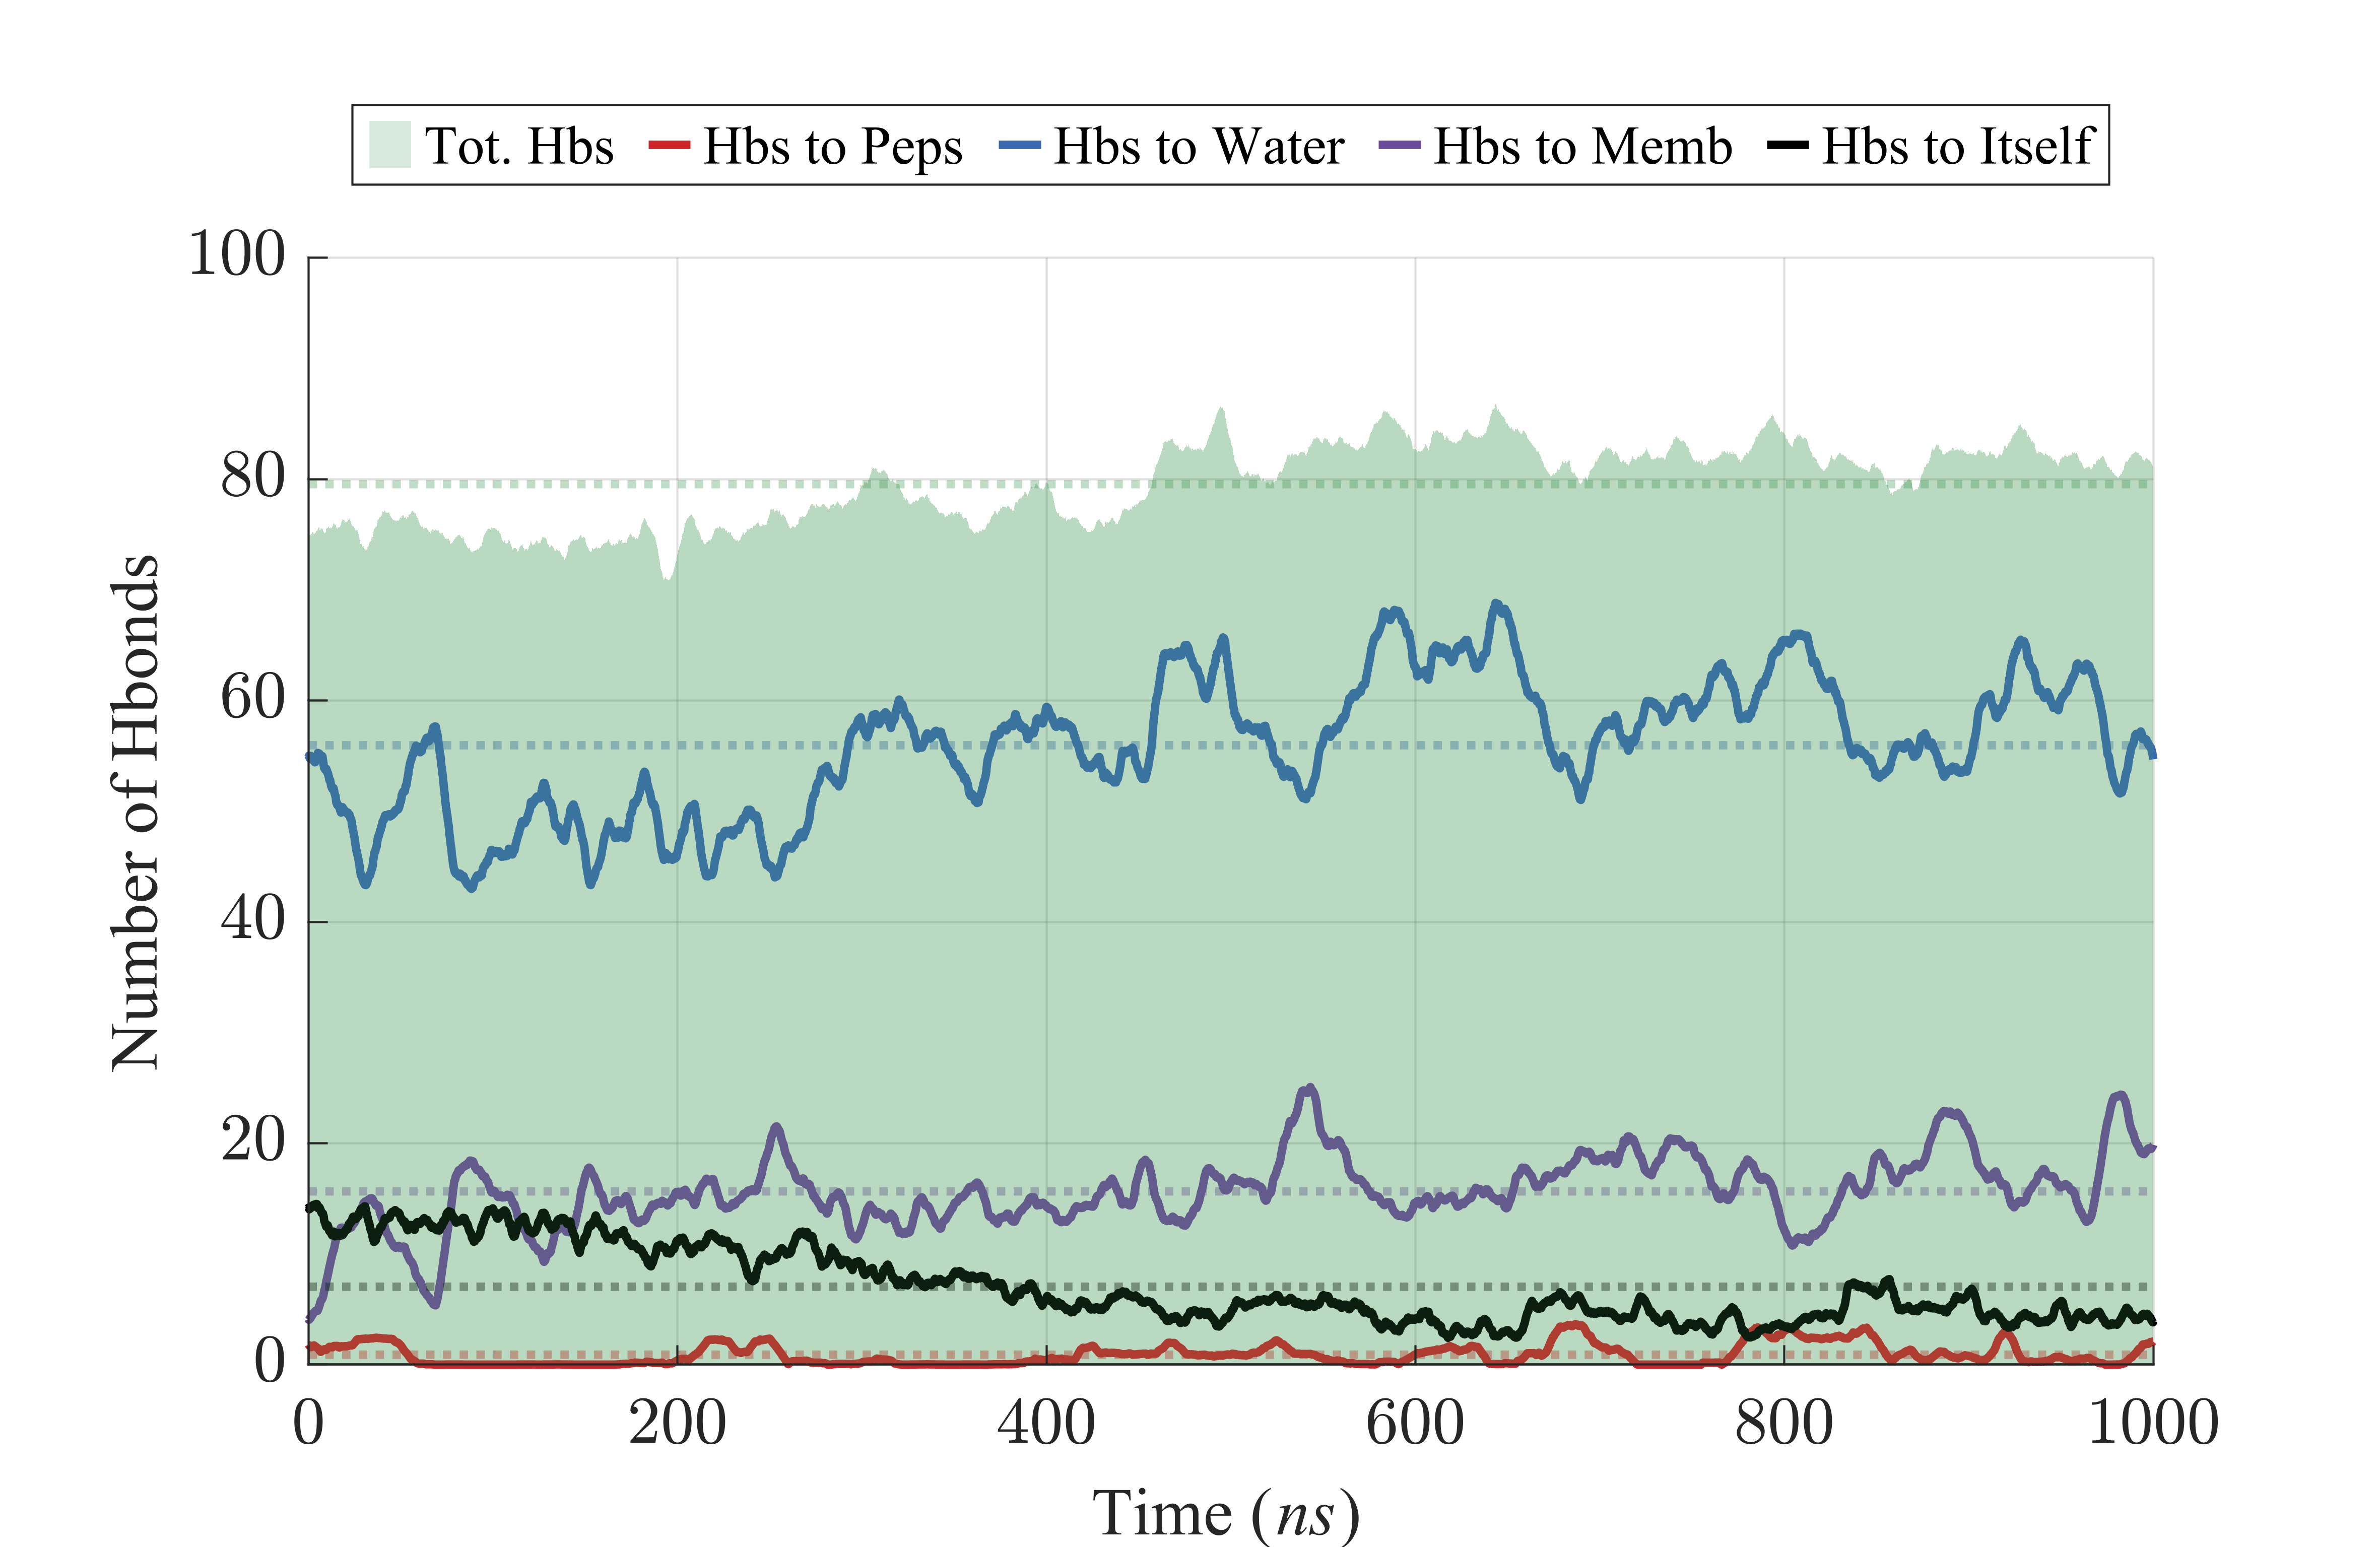 Tot. Hbs Hbs to Peps Hbs to Water Hbs to Memb Hbs to Itself
100
80
60
40
20
0
Number of Hbonds
0 200 400 600 800 1000
Time (ns)